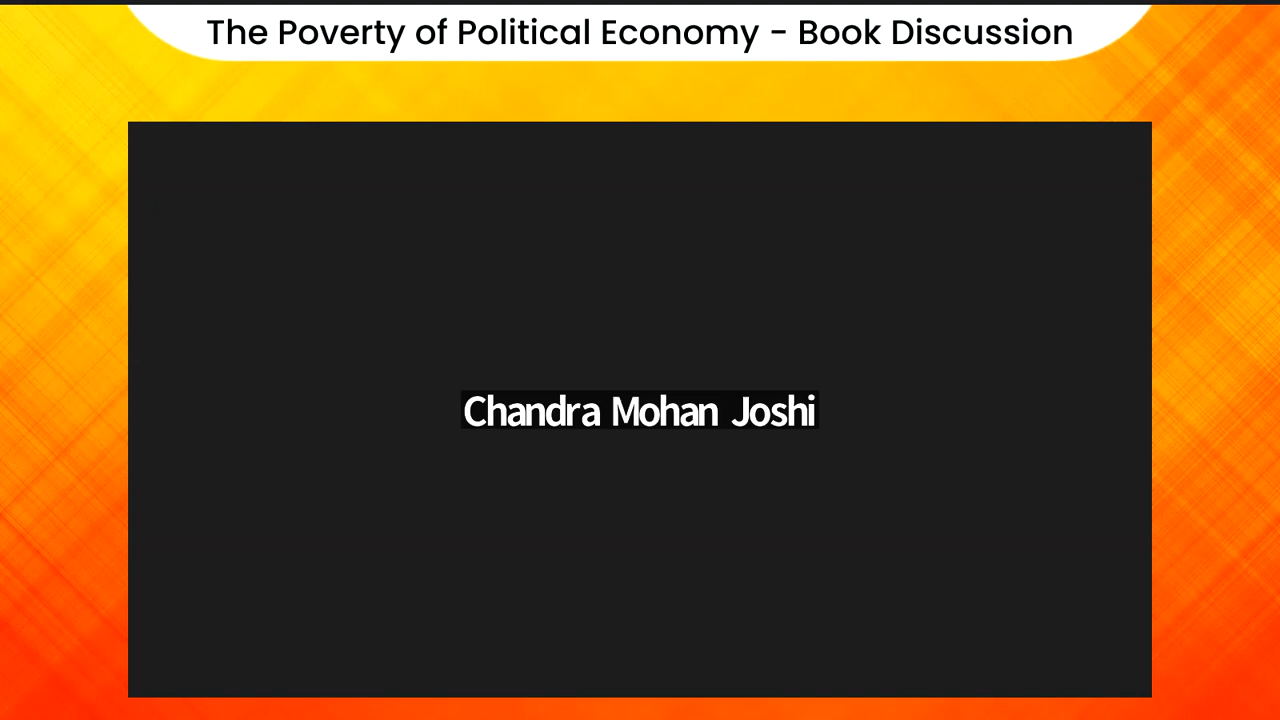 The Poverty of Political Economy - Book Discussion
Chandra Mohan Joshi